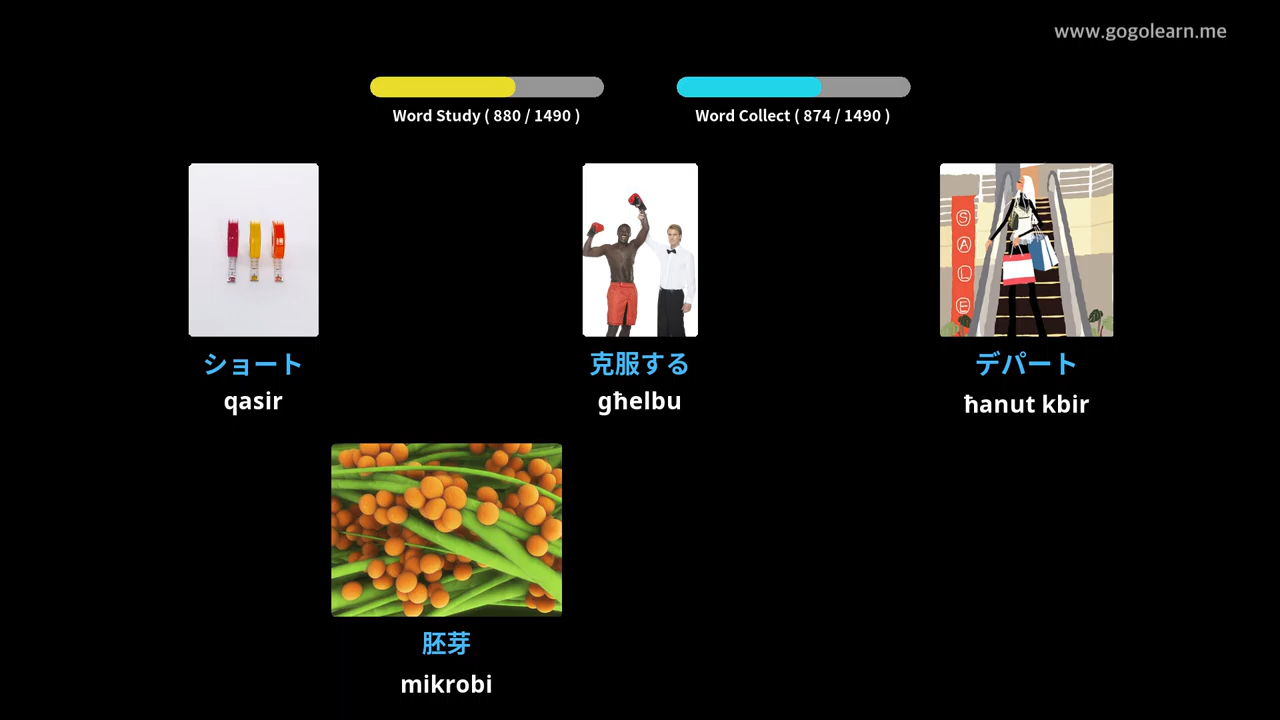 www.gogolearn.me
Word Study ( 880 / 1490 )
Word Collect ( 874 / 1490 )
SALE
ショート
克服する
デパート
qasir
għelbu
ħanut kbir
胚芽
mikrobi